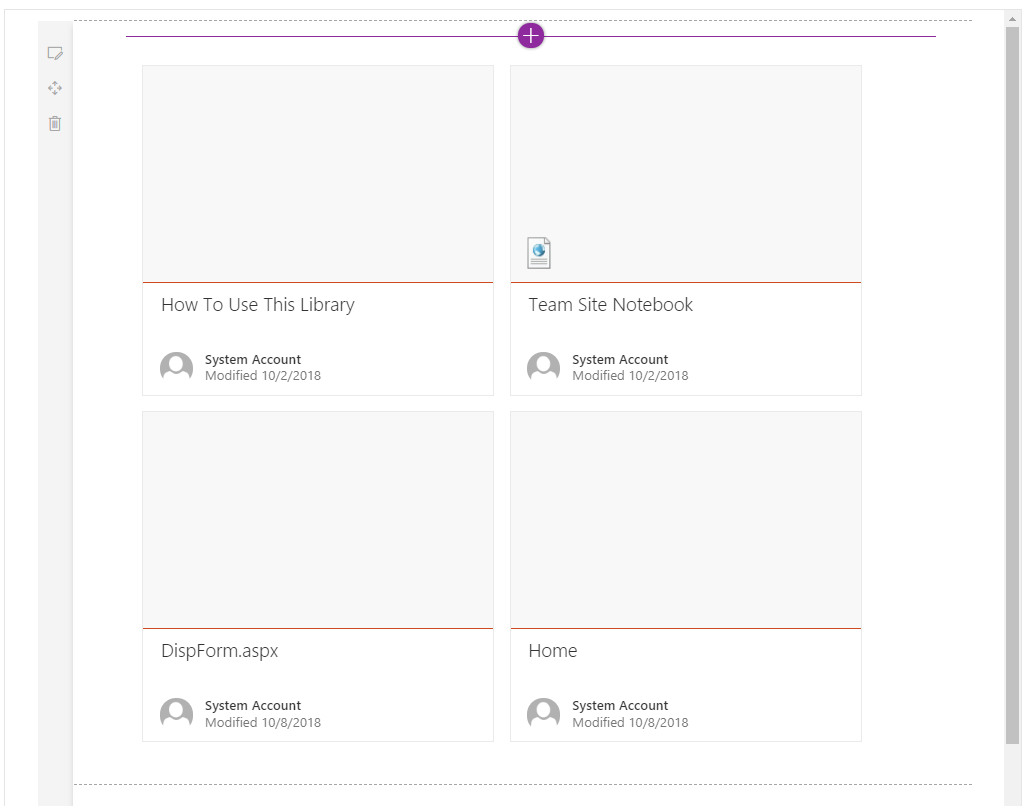 How To Use This Library
System Account
Modified 10/2/2018
Team Site Notebook
System Account
Modified 10/2/2018
DispForm.aspx
System Account
Modified 10/8/2018
Home
System Account
Modified 10/8/2018